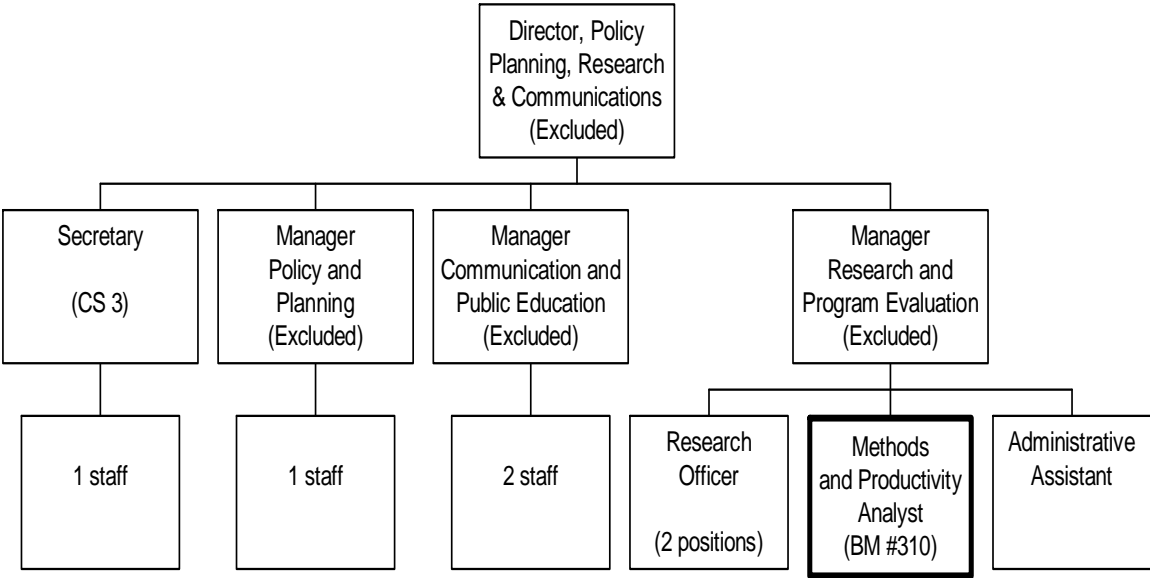 Director, Policy
Planning, Research
& Communications
(Excluded)
Secretary
(CS 3)
Manager
Policy and
Planning
(Excluded)
Manager
Communication and
Public Education
(Excluded)
Manager
Research and
Program Evaluation
(Excluded)
1 staff
1 staff
2 staff
Research
Officer
(2 positions)
Methods
and Productivity
Analyst
(BM #310)
Administrative
Assistant